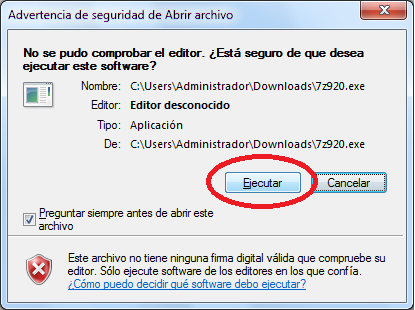 Advertencia de seguridad de Abrir archivo
No se pudo comprobar el editor. ¿Está seguro de que desea
ejecutar este software?
Nombre: C:\Users\Administrador\Downloads\7z920.exe
Editor: Editor desconocido
Tipo: Aplicación
De: C:\Users\Administrador\Downloads\7z920.exe
Ejecutar Cancelar
Preguntar siempre antes de abrir este
archivo
Este archivo no tiene ninguna firma digital válida que compruebe su
editor. Sólo ejecute software de los editores en los que confía.
¿Cómo puedo decidir qué software debo ejecutar?